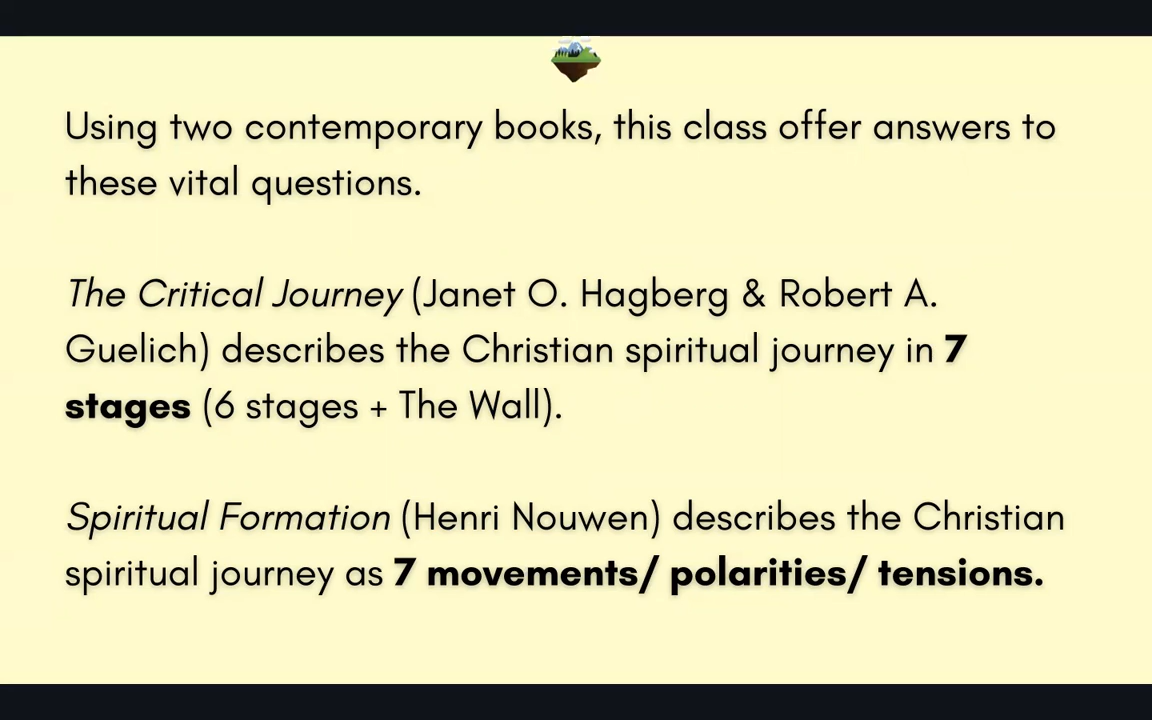 Using two contemporary books, this class offer answers to
these vital questions.
The Critical Journey (Janet O. Hagberg & Robert A.
Guelich) describes the Christian spiritual journey in 7
stages (6 stages + The Wall).
Spiritual Formation (Henri Nouwen) describes the Christian
spiritual journey as 7 movements/ polarities/ tensions.